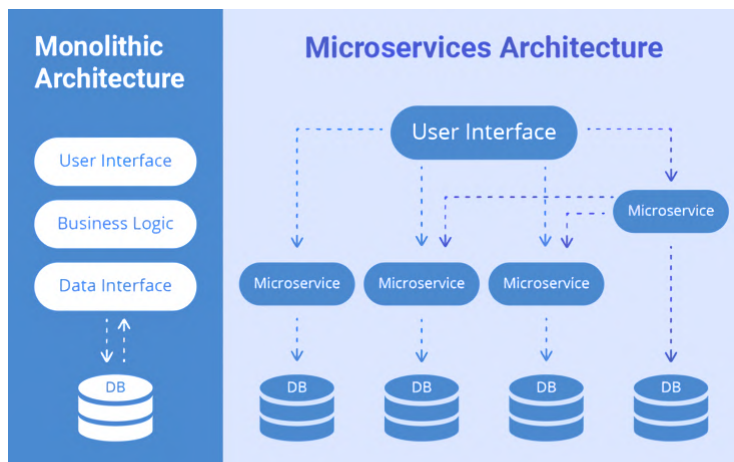 Monolithic
Architecture
User Interface
Business Logic
Data Interface
DB
Microservices Architecture
User Interface
Microservice
Microservice
Microservice
Microservice
DB
DB
DB
DB